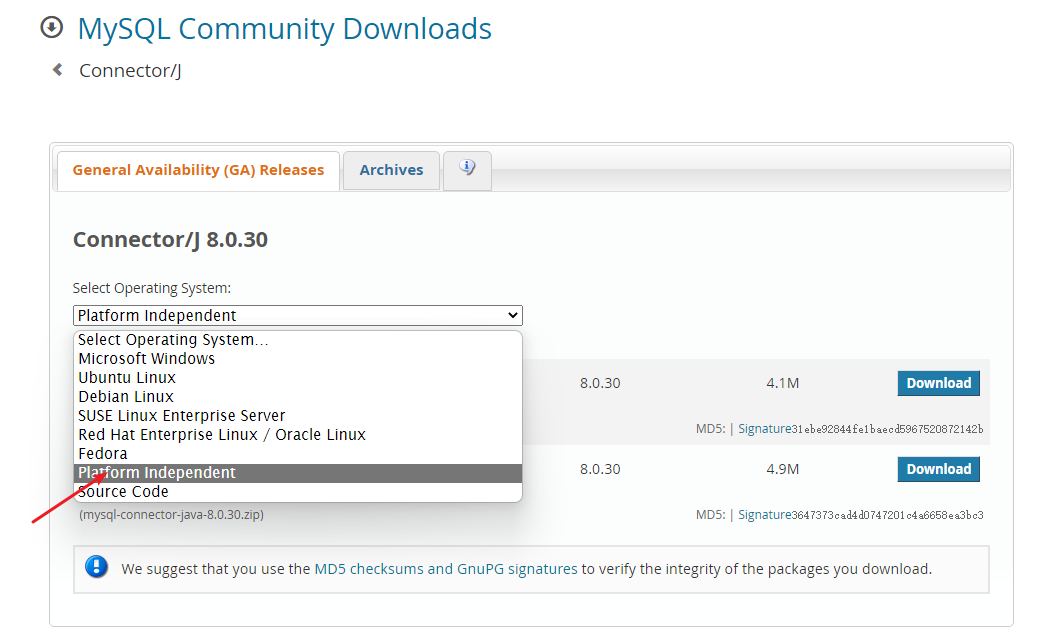 MySQL Community Downloads
Connector/J
General Availability (GA) Releases
Archives
Connector/J 8.0.30
Select Operating System:
Platform Independent
Select Operating System...
Microsoft Windows
Ubuntu Linux
Debian Linux
SUSE Linux Enterprise Server
Red Hat Enterprise Linux / Oracle Linux
Fedora
Platform Independent
Source Code
8.0.30 4.1M Download
MD5: | Signature31ebe92844fe1baecd5967520872142b
8.0.30 4.9M Download
(mysql-connector-java-8.0.30.zip) MD5: | Signature3647373cad4d0747201c4a6658ea3bc3
We suggest that you use the MD5 checksums and GnuPG signatures to verify the integrity of the packages you download.